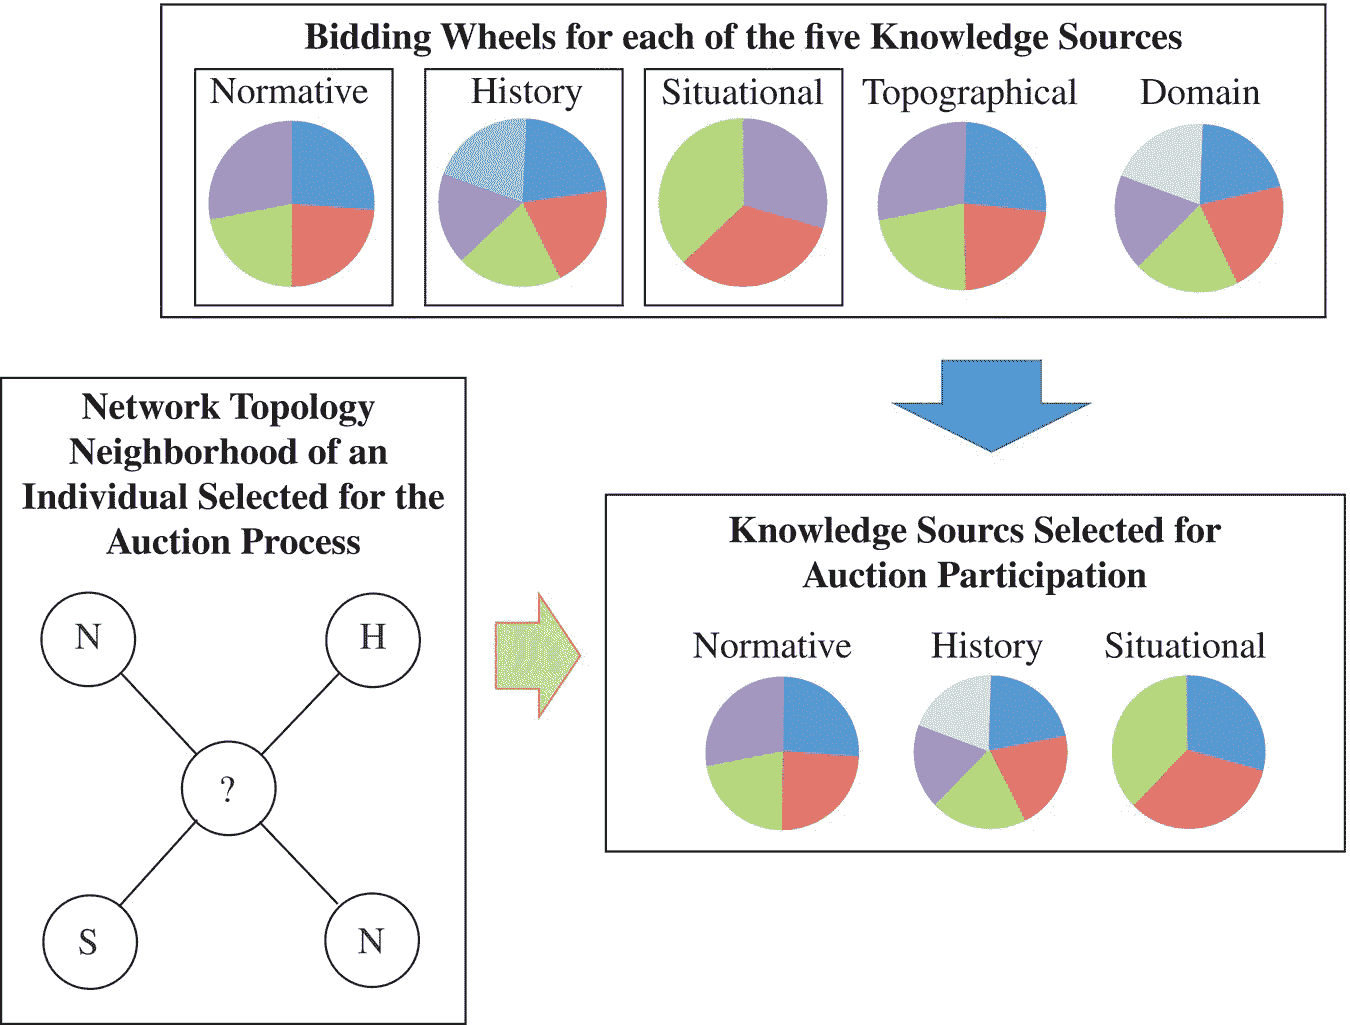 Bidding Wheels for each of the five Knowledge Sources
Normative
History
Situational
Topographical
Domain
Network Topology
Neighborhood of an
Individual Selected for the
Auction Process
N
H
?
S
N
Knowledge Sourcs Selected for
Auction Participation
Normative
History
Situational